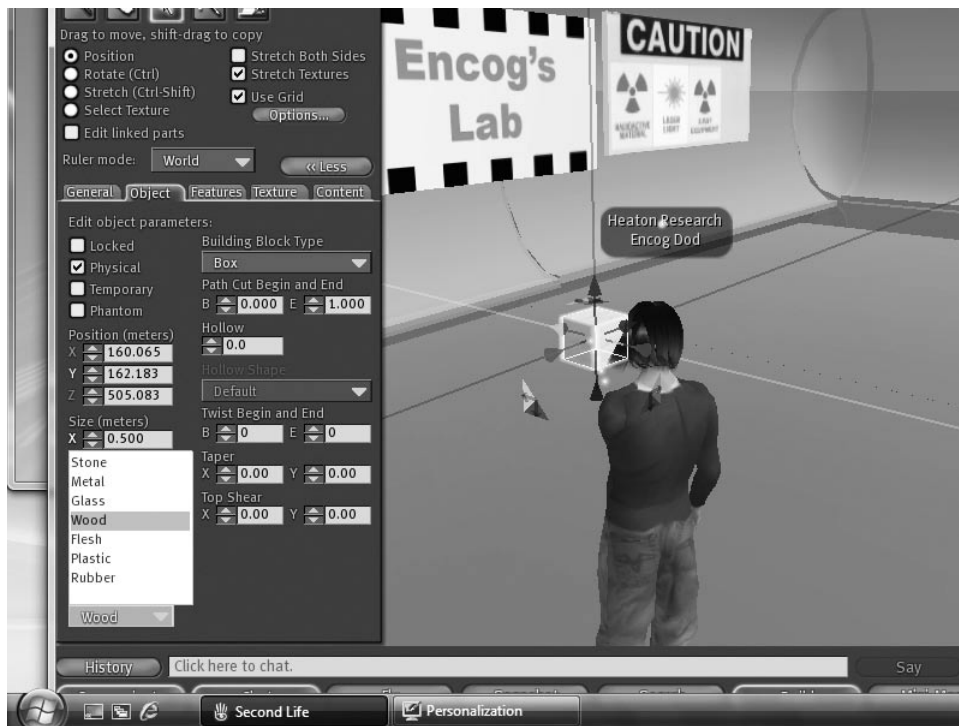 Drag to move, shift-drag to copy
Position
Stretch Both Sides
Rotate (Ctrl)
Stretch Textures
Stretch (Ctrl-Shift)
Use Grid
Select Texture
Options...
Edit linked parts
Ruler mode: World
<< Less
General Object Features Texture Content
Edit object parameters:
Locked
Physical
Temporary
Phantom
Position (meters)
X 160.065
Y 162.183
Z 505.083
Size (meters)
X 0.500
Stone
Metal
Glass
Wood
Flesh
Plastic
Rubber
Wood
Building Block Type
Box
Path Cut Begin and End
B 0.000 E 1.000
Hollow
0.0
Hollow Shape
Default
Twist Begin and End
B 0 E 0
Taper
X 0.00 Y 0.00
Top Shear
X 0.00 Y 0.00
Encog's
Lab
CAUTION
RADIOACTIVE
MATERIAL
LASER
LIGHT
X-RAY
EQUIPMENT
Heaton Research
Encog Dod
History
Click here to chat.
Say
Second Life
Personalization